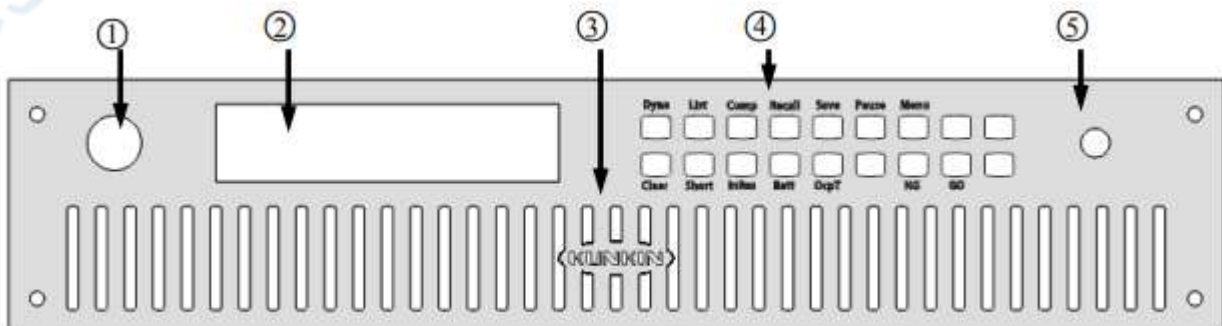 ① ② ③ ④ ⑤
Dyna List Comp Recall Save Pause Menu
Clear Short InRes Batt OcpT NG GO
KUNKIN